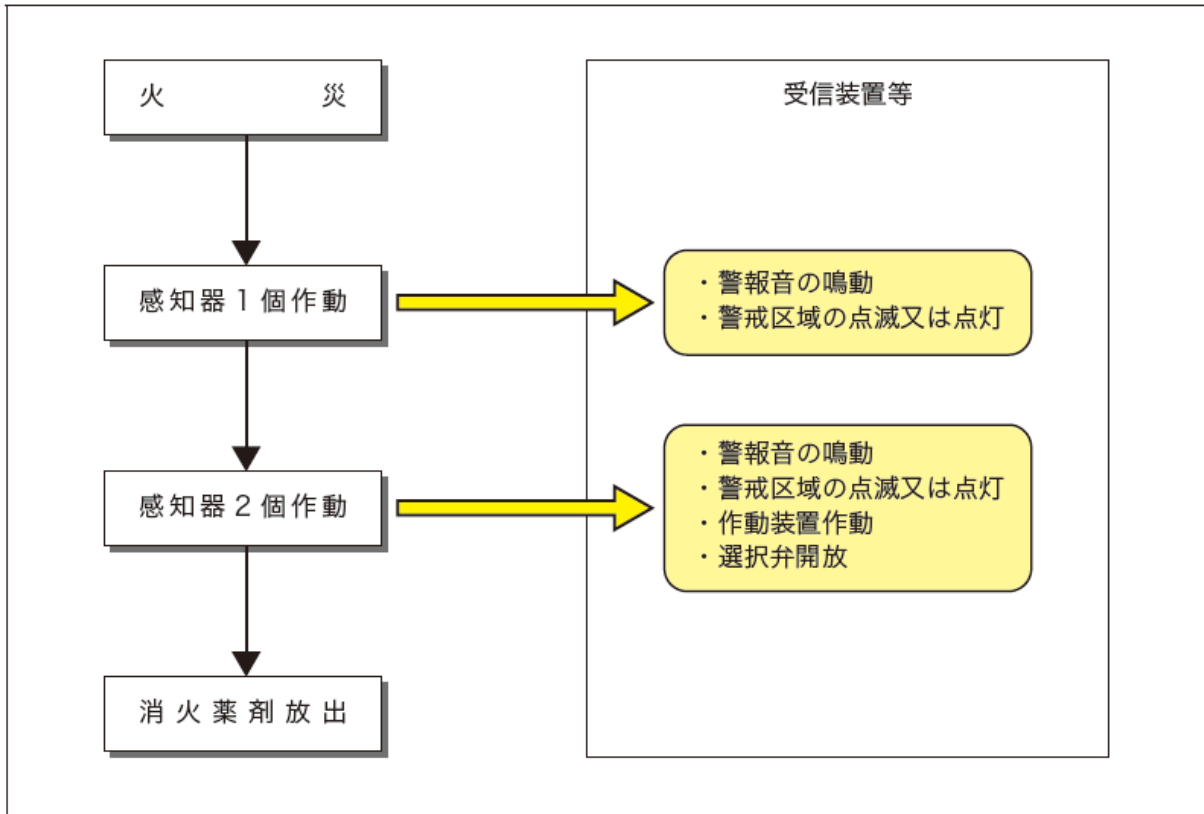 火災
受信装置等
感知器1個作動
・警報音の鳴動
・警戒区域の点滅又は点灯
感知器2個作動
・警報音の鳴動
・警戒区域の点滅又は点灯
・作動装置作動
・選択弁開放
消火薬剤放出